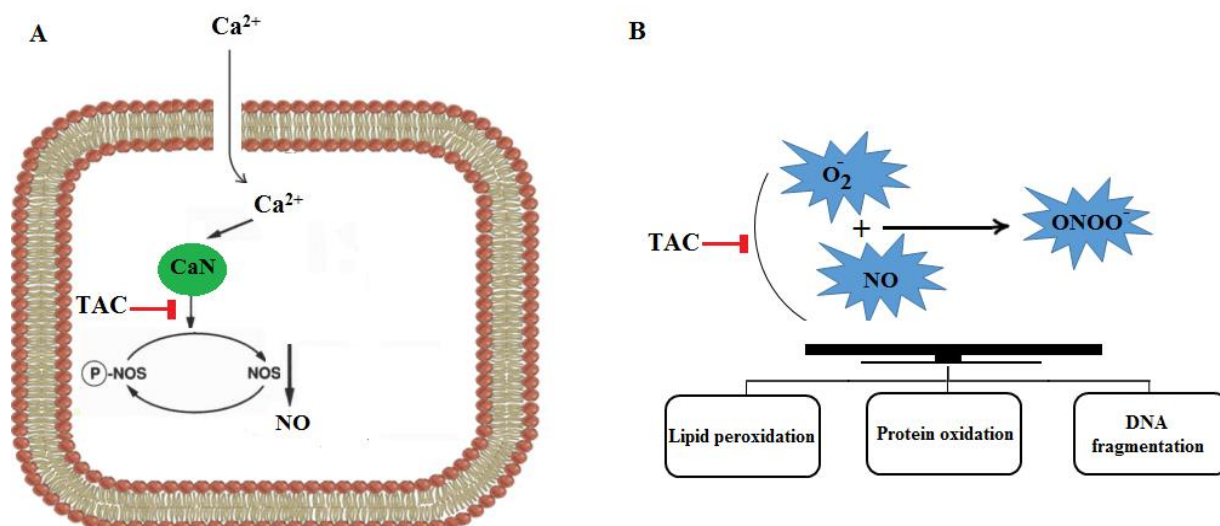 A
Ca²⁺
Ca²⁺
CaN
TAC
P-NOS
NOS
NO
B
O₂⁻
+
TAC
NO
ONOO⁻
Lipid peroxidation
Protein oxidation
DNA
fragmentation